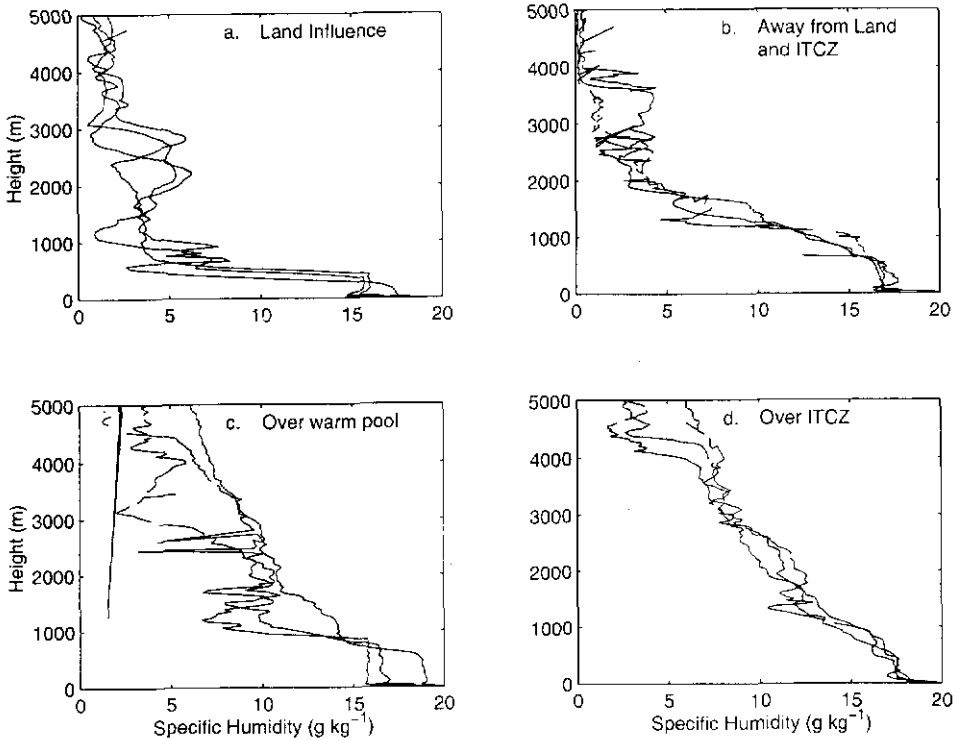 a. Land Influence
5000
4000
3000
2000
1000
0
Height (m)
0 5 10 15 20
b. Away from Land
and ITCZ
5000
4000
3000
2000
1000
0
0 5 10 15 20
c. Over warm pool
5000
4000
3000
2000
1000
0
Height (m)
0 5 10 15 20
Specific Humidity (g kg⁻¹)
d. Over ITCZ
5000
4000
3000
2000
1000
0
0 5 10 15 20
Specific Humidity (g kg⁻¹)